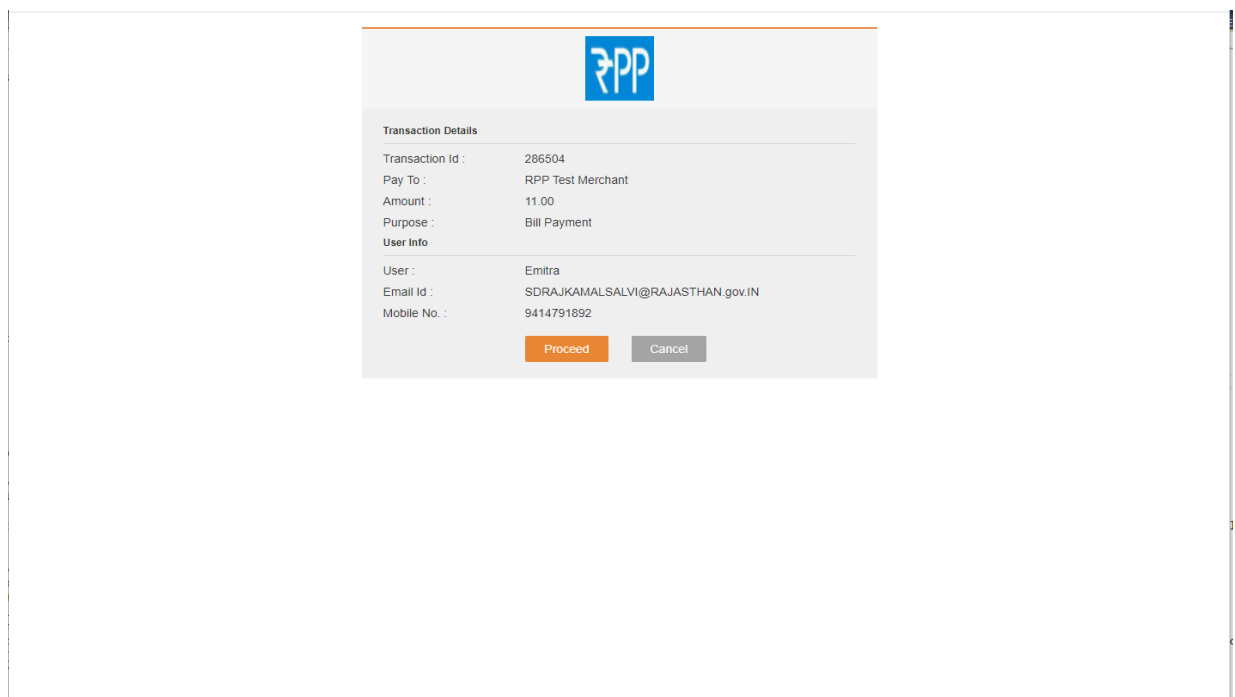 ₹PP
Transaction Details
Transaction Id : 286504
Pay To : RPP Test Merchant
Amount : 11.00
Purpose : Bill Payment
User Info
User : Emitra
Email Id : SDRAJKAMALSALVI@RAJASTHAN.gov.IN
Mobile No. : 9414791892
Proceed Cancel